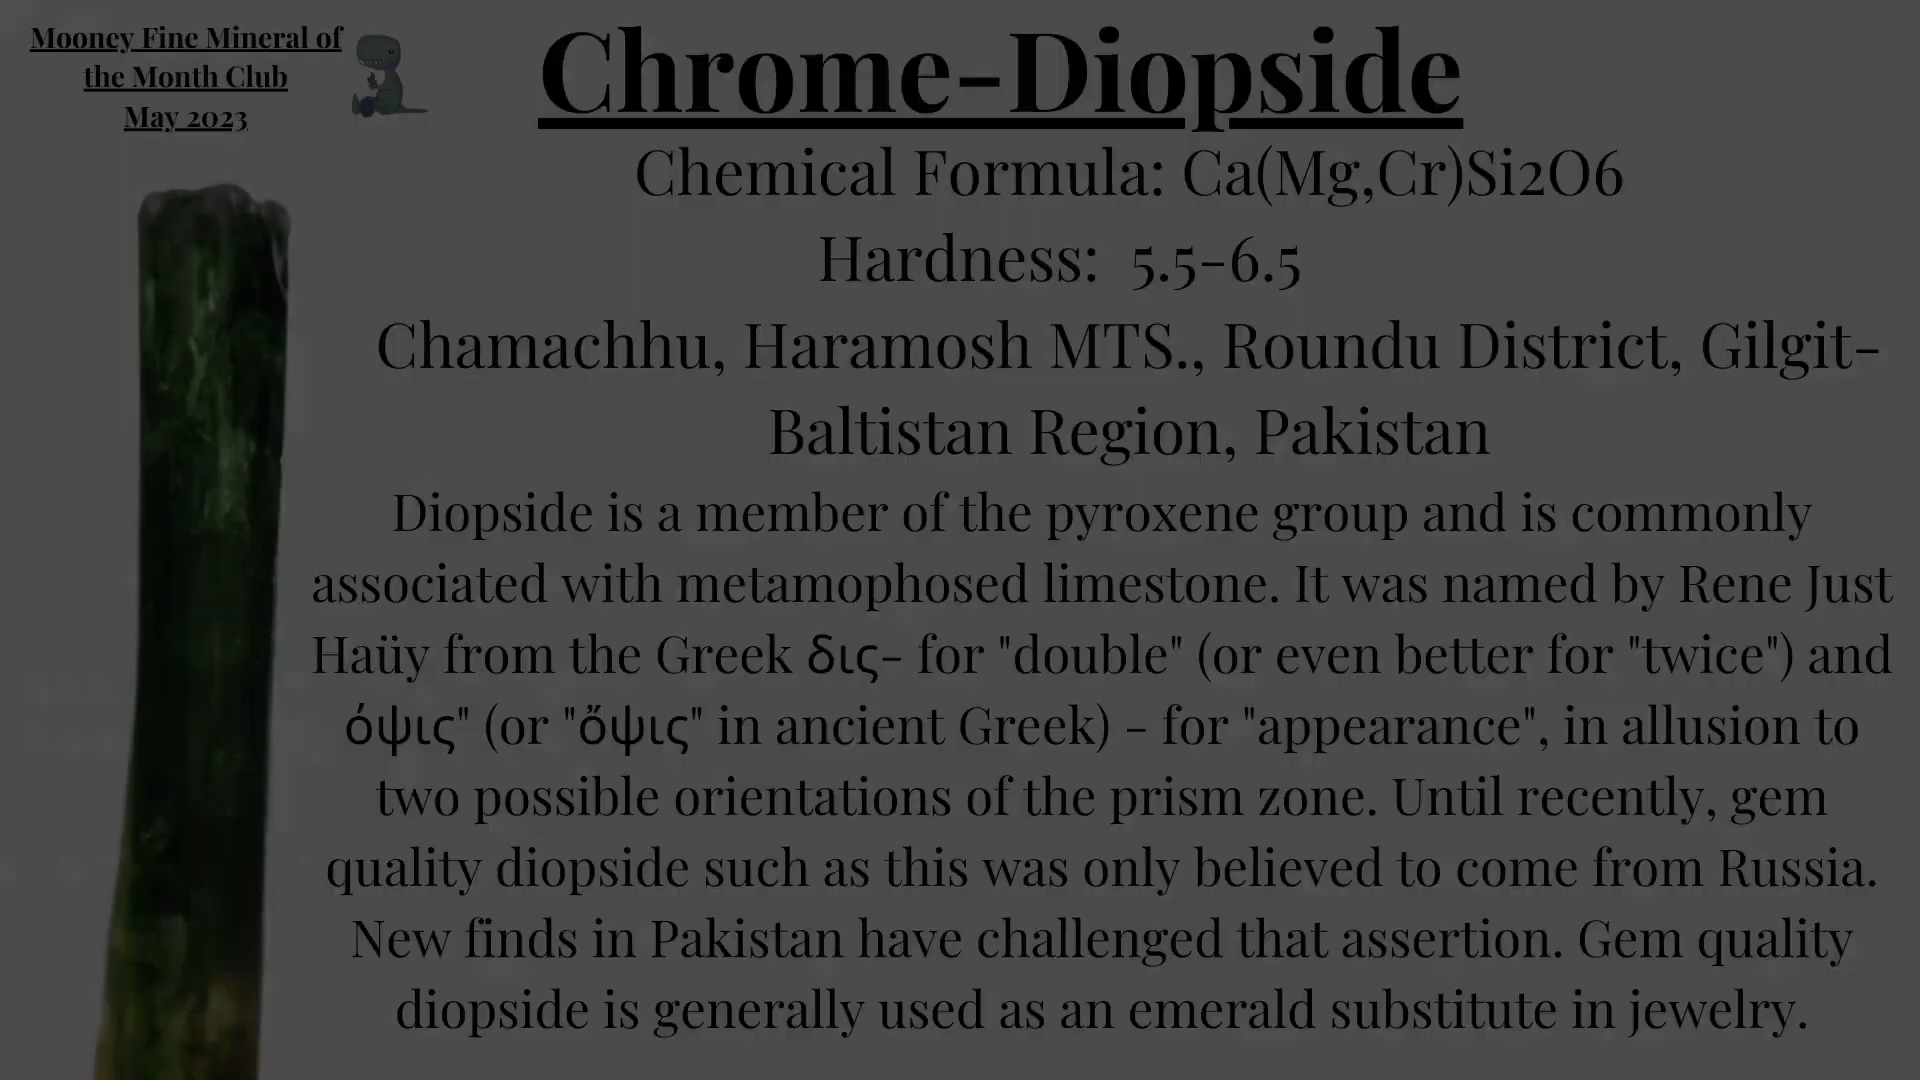 Mooney Fine Mineral of
the Month Club
May 2023
Chrome-Diopside
Chemical Formula: Ca(Mg,Cr)Si2O6
Hardness: 5.5-6.5
Chamachhu, Haramosh MTS., Roundu District, Gilgit-
Baltistan Region, Pakistan
Diopside is a member of the pyroxene group and is commonly
associated with metamophosed limestone. It was named by Rene Just
Haüy from the Greek δις- for "double" (or even better for "twice") and
όψις" (or "ὄψις" in ancient Greek) - for "appearance", in allusion to
two possible orientations of the prism zone. Until recently, gem
quality diopside such as this was only believed to come from Russia.
New finds in Pakistan have challenged that assertion. Gem quality
diopside is generally used as an emerald substitute in jewelry.